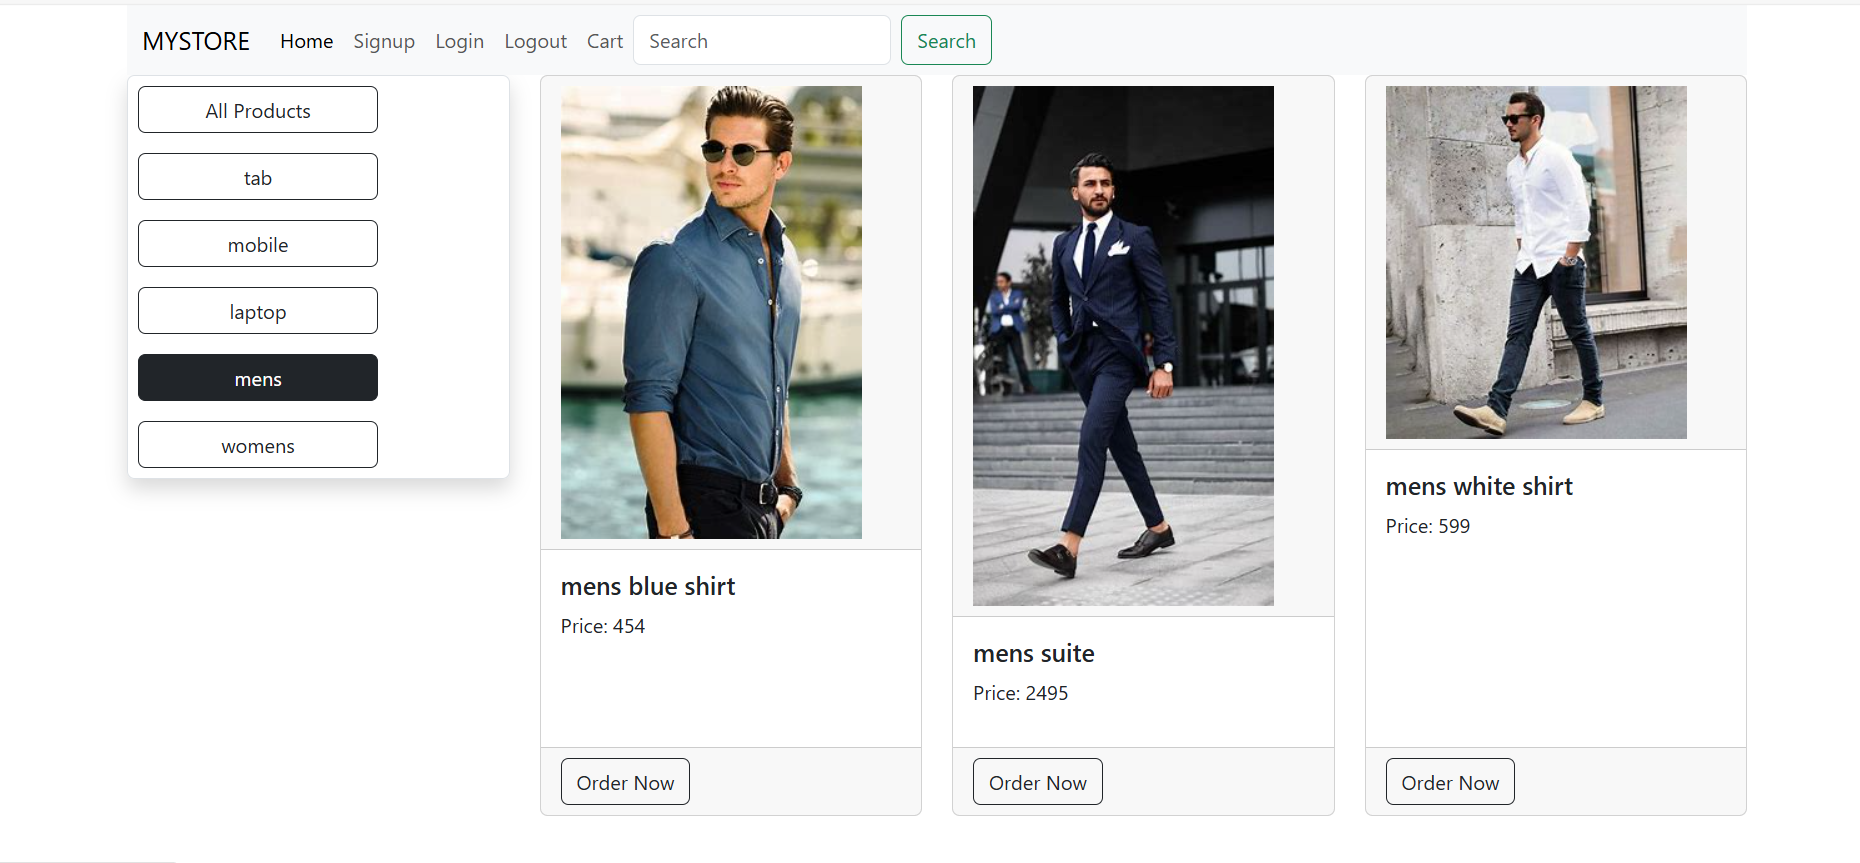 MYSTORE Home Signup Login Logout Cart Search Search
All Products
tab
mobile
laptop
mens
womens
mens blue shirt
Price: 454
Order Now
mens suite
Price: 2495
Order Now
mens white shirt
Price: 599
Order Now